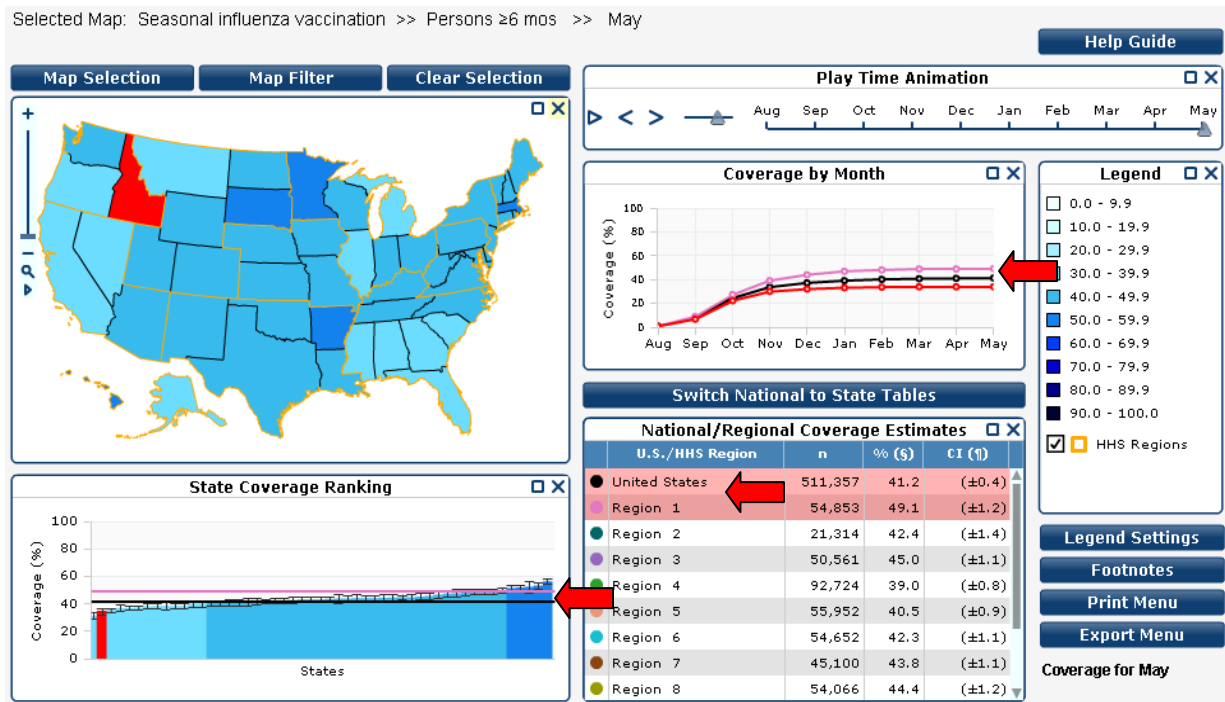 Selected Map: Seasonal influenza vaccination >> Persons ≥6 mos >> May
Help Guide
Map Selection
Map Filter
Clear Selection
Play Time Animation
Aug Sep Oct Nov Dec Jan Feb Mar Apr May
Coverage by Month
Coverage (%)
100
80
60
40
20
0
Aug Sep Oct Nov Dec Jan Feb Mar Apr May
Legend
0.0 - 9.9
10.0 - 19.9
20.0 - 29.9
30.0 - 39.9
40.0 - 49.9
50.0 - 59.9
60.0 - 69.9
70.0 - 79.9
80.0 - 89.9
90.0 - 100.0
HHS Regions
Switch National to State Tables
National/Regional Coverage Estimates
U.S./HHS Region n % (§) CI (¶)
United States 511,357 41.2 (±0.4)
Region 1 54,853 49.1 (±1.2)
Region 2 21,314 42.4 (±1.4)
Region 3 50,561 45.0 (±1.1)
Region 4 92,724 39.0 (±0.8)
Region 5 55,952 40.5 (±0.9)
Region 6 54,652 42.3 (±1.1)
Region 7 45,100 43.8 (±1.1)
Region 8 54,066 44.4 (±1.2)
State Coverage Ranking
Coverage (%)
100
80
60
40
20
0
States
Legend Settings
Footnotes
Print Menu
Export Menu
Coverage for May